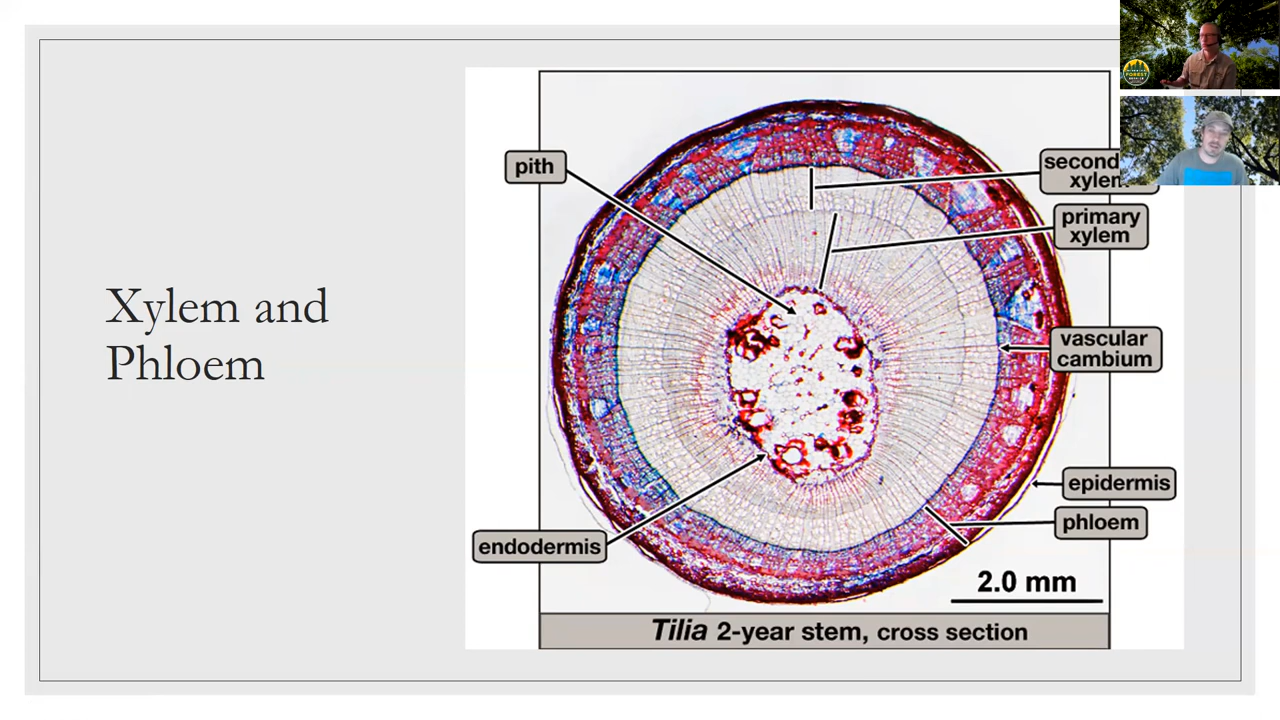 Xylem and
Phloem
pith
xylem
primary
xylem
vascular
cambium
epidermis
phloem
endodermis
2.0 mm
Tilia 2-year stem, cross section
FOREST